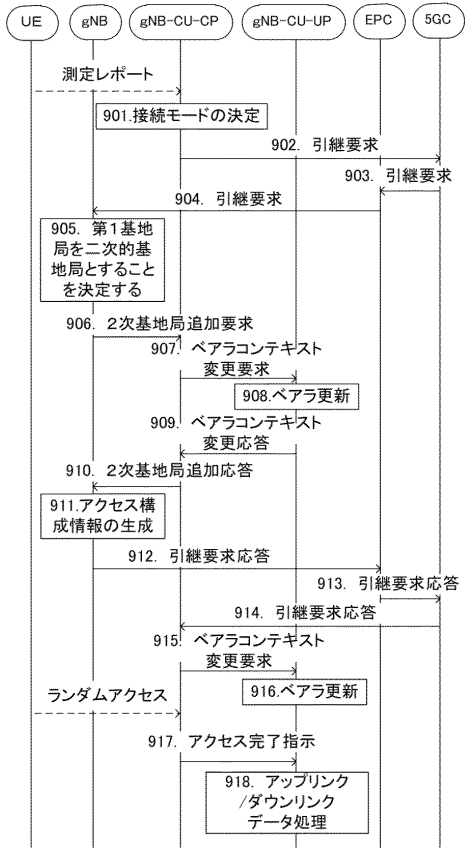 UE gNB gNB-CU-CP gNB-CU-UP EPC 5GC
測定レポート
901.接続モードの決定
902. 引継要求
903. 引継要求
904. 引継要求
905. 第1基地
局を二次的基
地局とすること
を決定する
906. 2次基地局追加要求
907. ベアラコンテキスト
変更要求
908.ベアラ更新
909. ベアラコンテキスト
変更応答
910. 2次基地局追加応答
911.アクセス構
成情報の生成
912. 引継要求応答
913. 引継要求応答
914. 引継要求応答
915. ベアラコンテキスト
変更要求
916.ベアラ更新
ランダムアクセス
917. アクセス完了指示
918. アップリンク
/ダウンリンク
データ処理